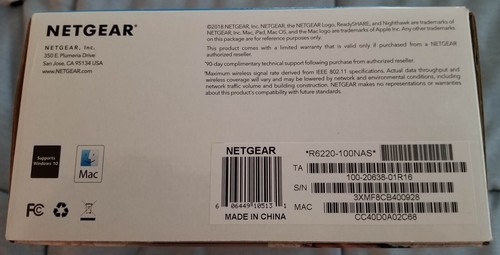 NETGEAR®
NETGEAR, Inc.
350 E. Plumeria Drive
San Jose, CA 95134 USA
www.NETGEAR.com
©2018 NETGEAR, Inc, NETGEAR, the NETGEAR Logo, ReadySHARE, and Nighthawk are trademarks of
NETGEAR, Inc. Mac, iPad, Mac OS, and the Mac logo are trademarks of Apple Inc. Any other trademarks
on this package are for reference purposes only.
This product comes with a limited warranty that is valid only if purchased from a NETGEAR
authorized reseller.
90-day complimentary technical support following purchase from authorized reseller.
Maximum wireless signal rate derived from IEEE 802.11 specifications. Actual data throughput and
wireless coverage will vary and may be lowered by network and environmental conditions, including
network traffic volume and building construction. NETGEAR makes no representations or warranties
about this product's compatibility with future standards.
Supports
Windows 10
Mac
FC
NETGEAR
6 06449 10513 1
MADE IN CHINA
*R6220-100NAS*
TA
100-20638-01R16
S/N
3XMF8CB400928
MAC
CC40D0A02C68